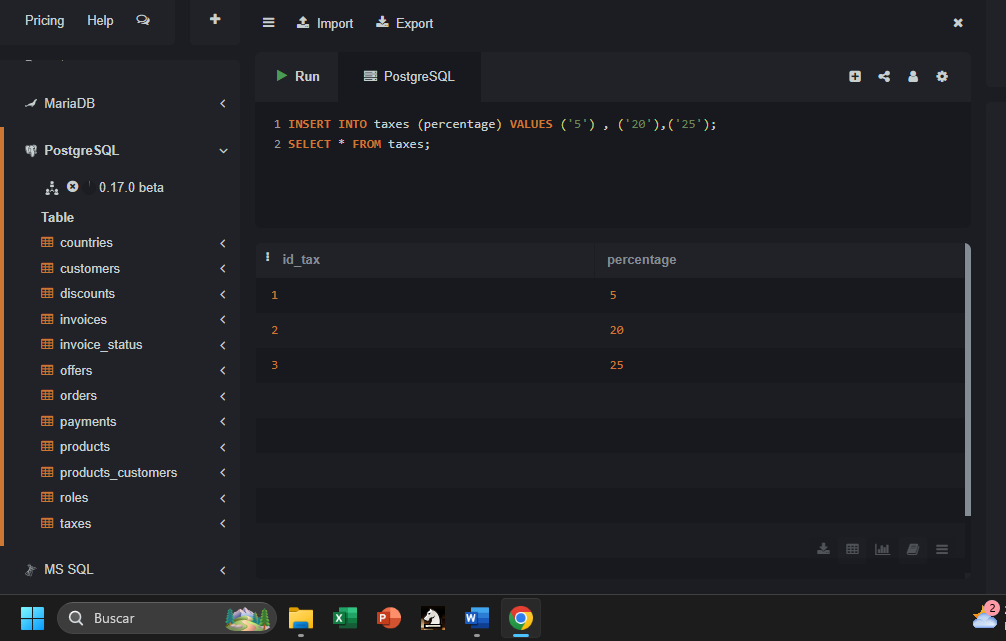 Pricing Help
Import Export
Run PostgreSQL
MariaDB
PostgreSQL
0.17.0 beta
Table
countries
customers
discounts
invoices
invoice_status
offers
orders
payments
products
products_customers
roles
taxes
MS SQL
1 INSERT INTO taxes (percentage) VALUES ('5') , ('20'),('25');
2 SELECT * FROM taxes;
id_tax percentage
1 5
2 20
3 25
Buscar
2